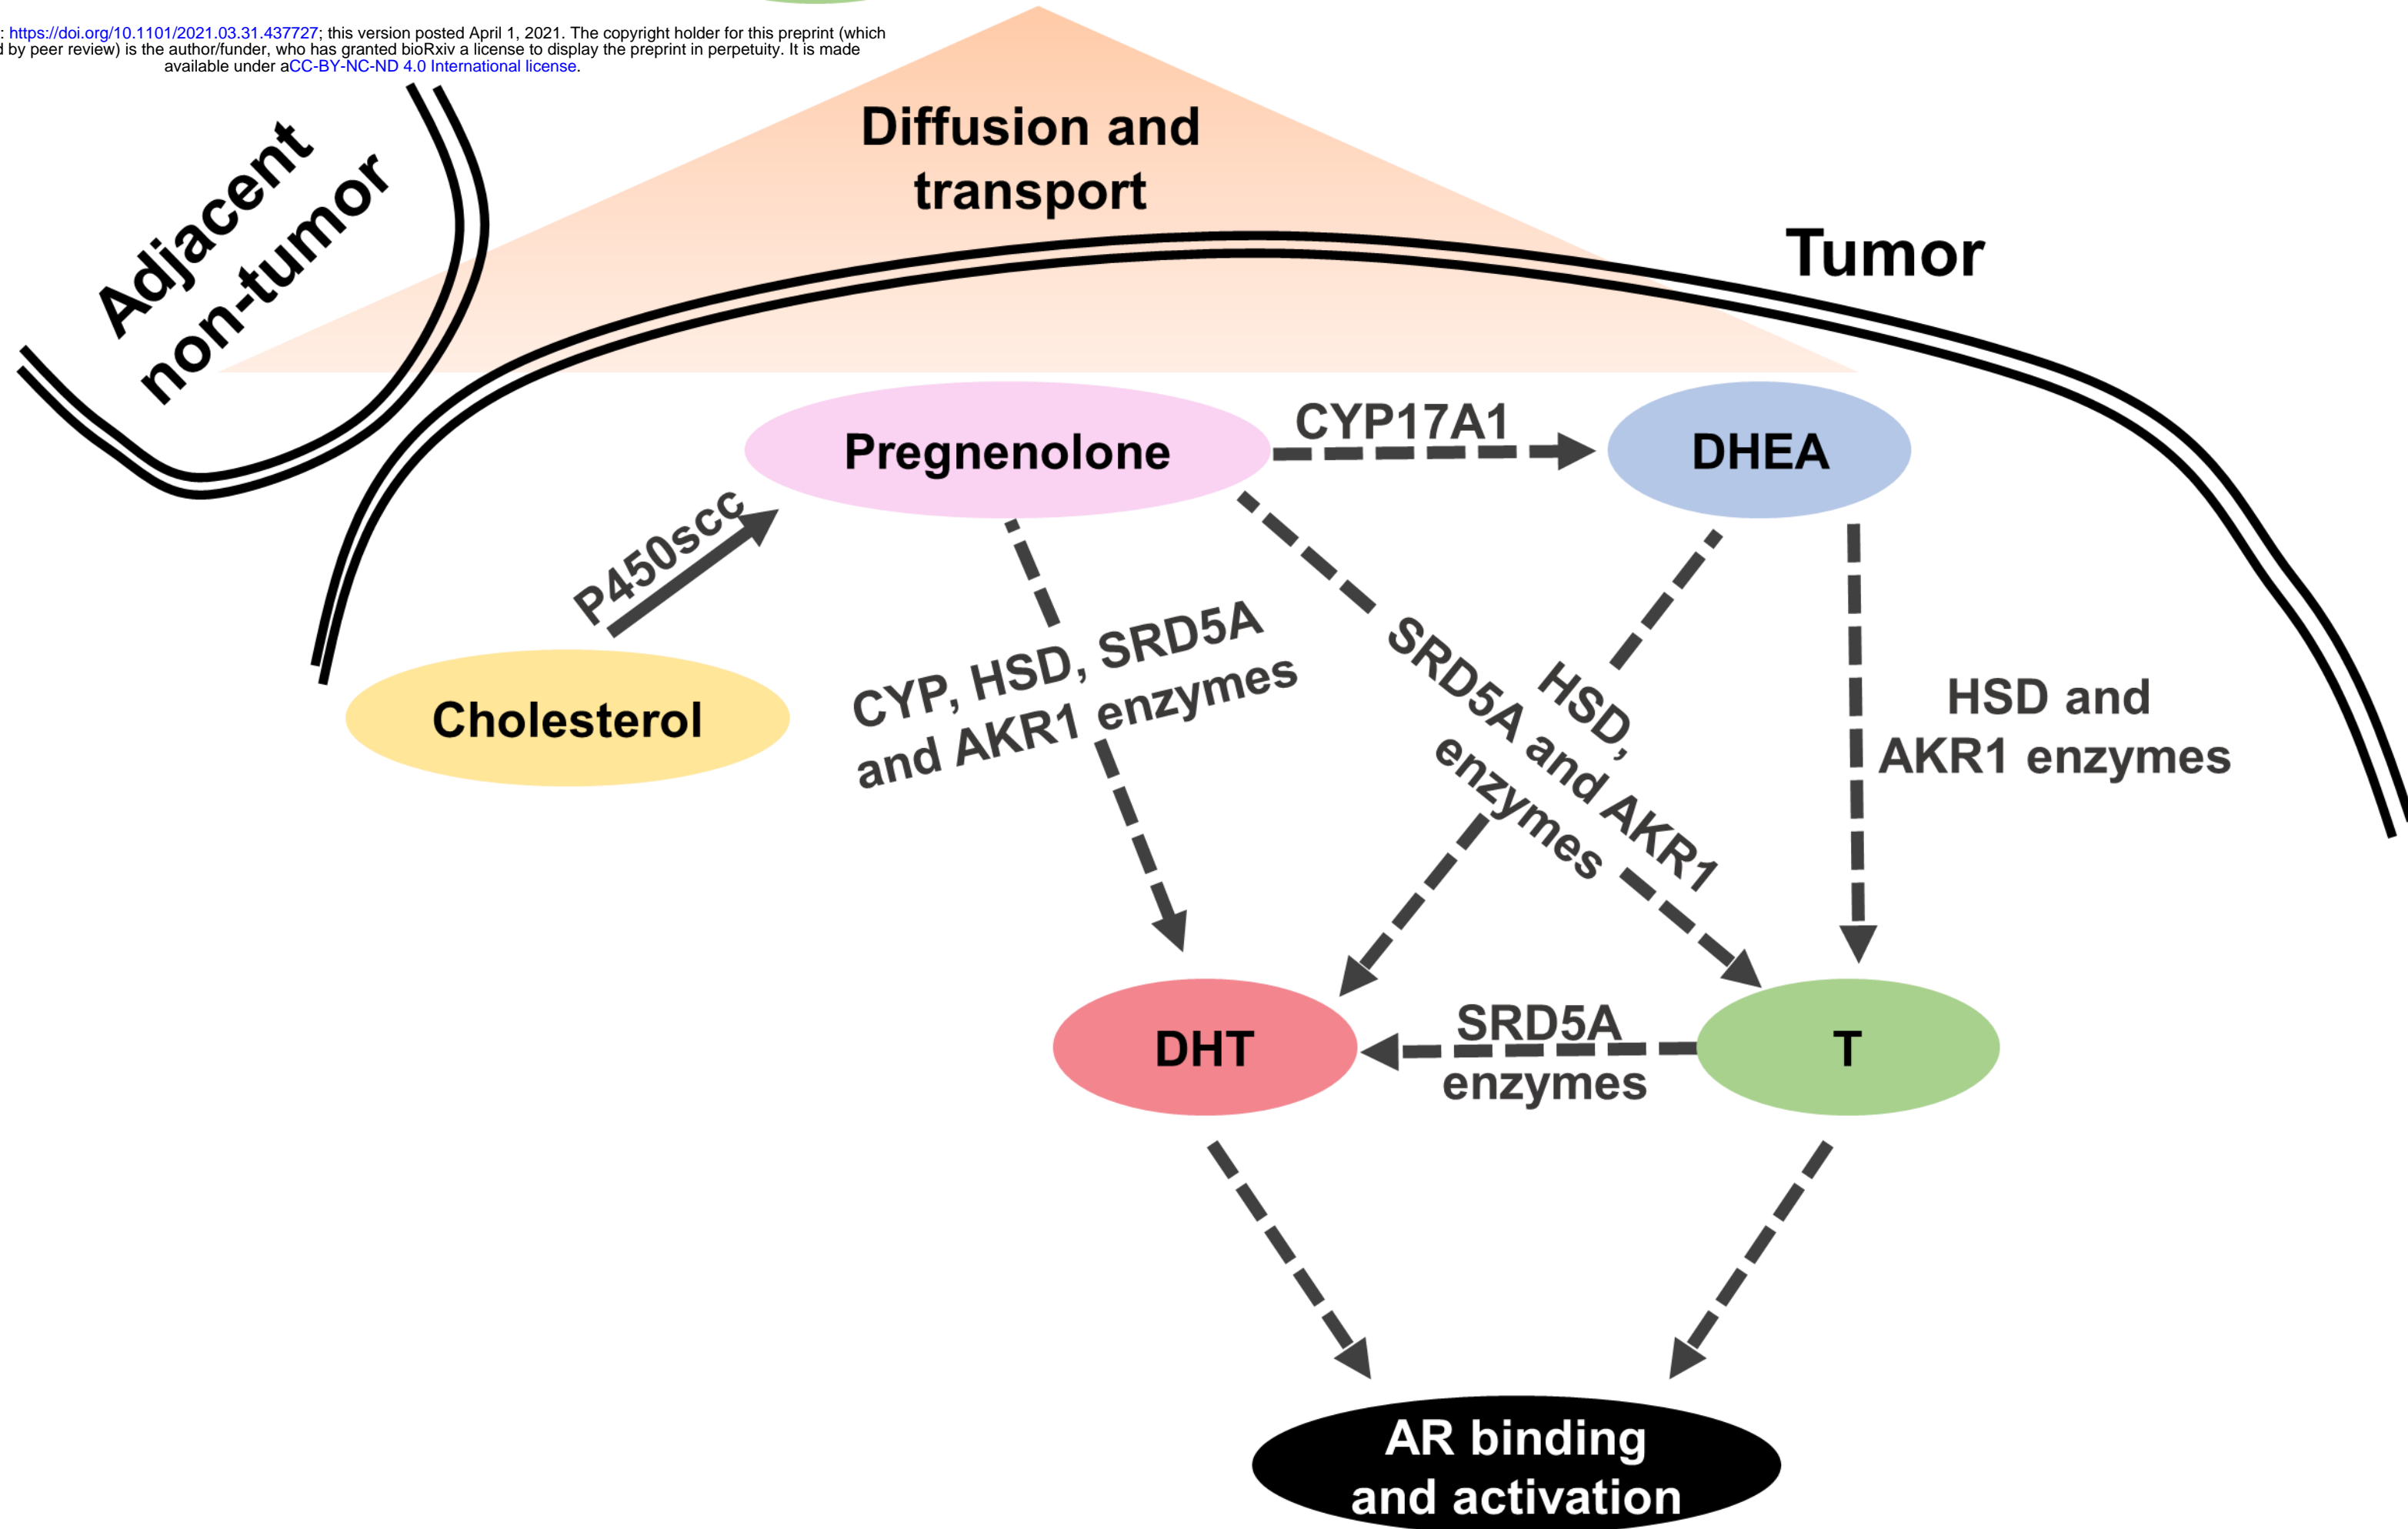 : https://doi.org/10.1101/2021.03.31.437727; this version posted April 1, 2021. The copyright holder for this preprint (which
by peer review) is the author/funder, who has granted bioRxiv a license to display the preprint in perpetuity. It is made
available under aCC-BY-NC-ND 4.0 International license.
Diffusion and
transport
Adjacent
non-tumor
Tumor
Pregnenolone
CYP17A1
DHEA
P450scc
Cholesterol
CYP, HSD, SRD5A
and AKR1 enzymes
HSD,
SRD5A and AKR1
enzymes
HSD and
AKR1 enzymes
DHT
SRD5A
enzymes
T
AR binding
and activation